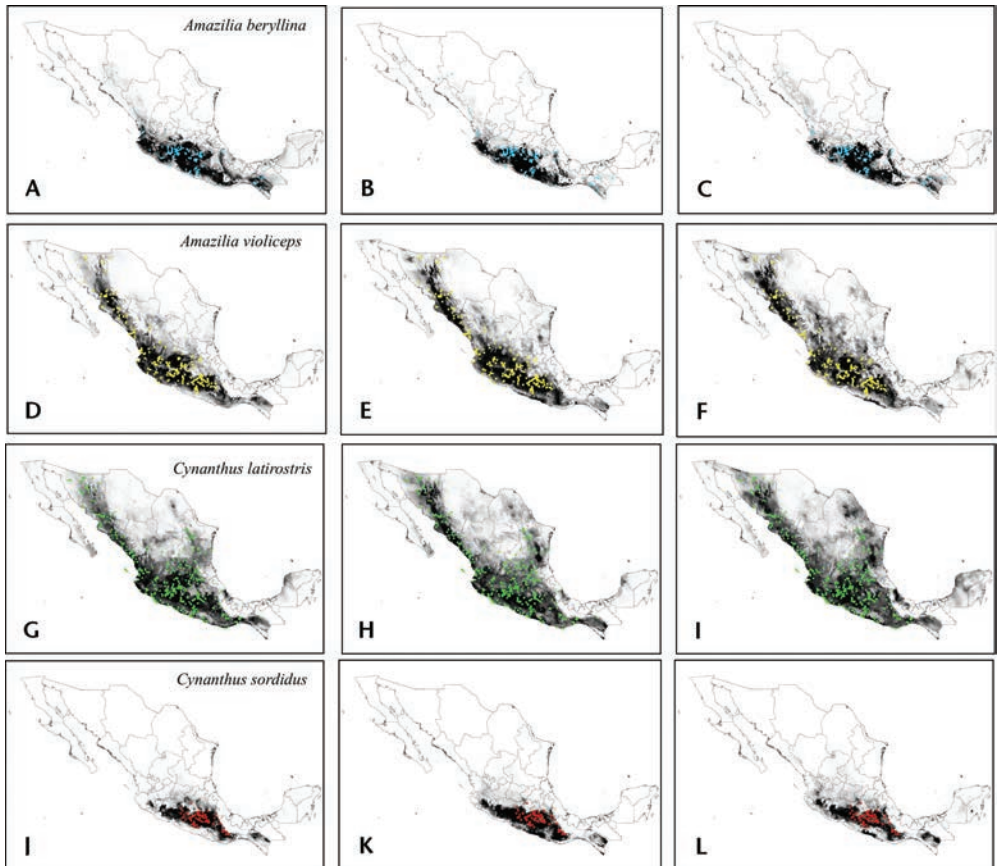 Amazilia beryllina
A
B
C
Amazilia violiceps
D
E
F
Cynanthus latirostris
G
H
I
Cynanthus sordidus
J
K
L